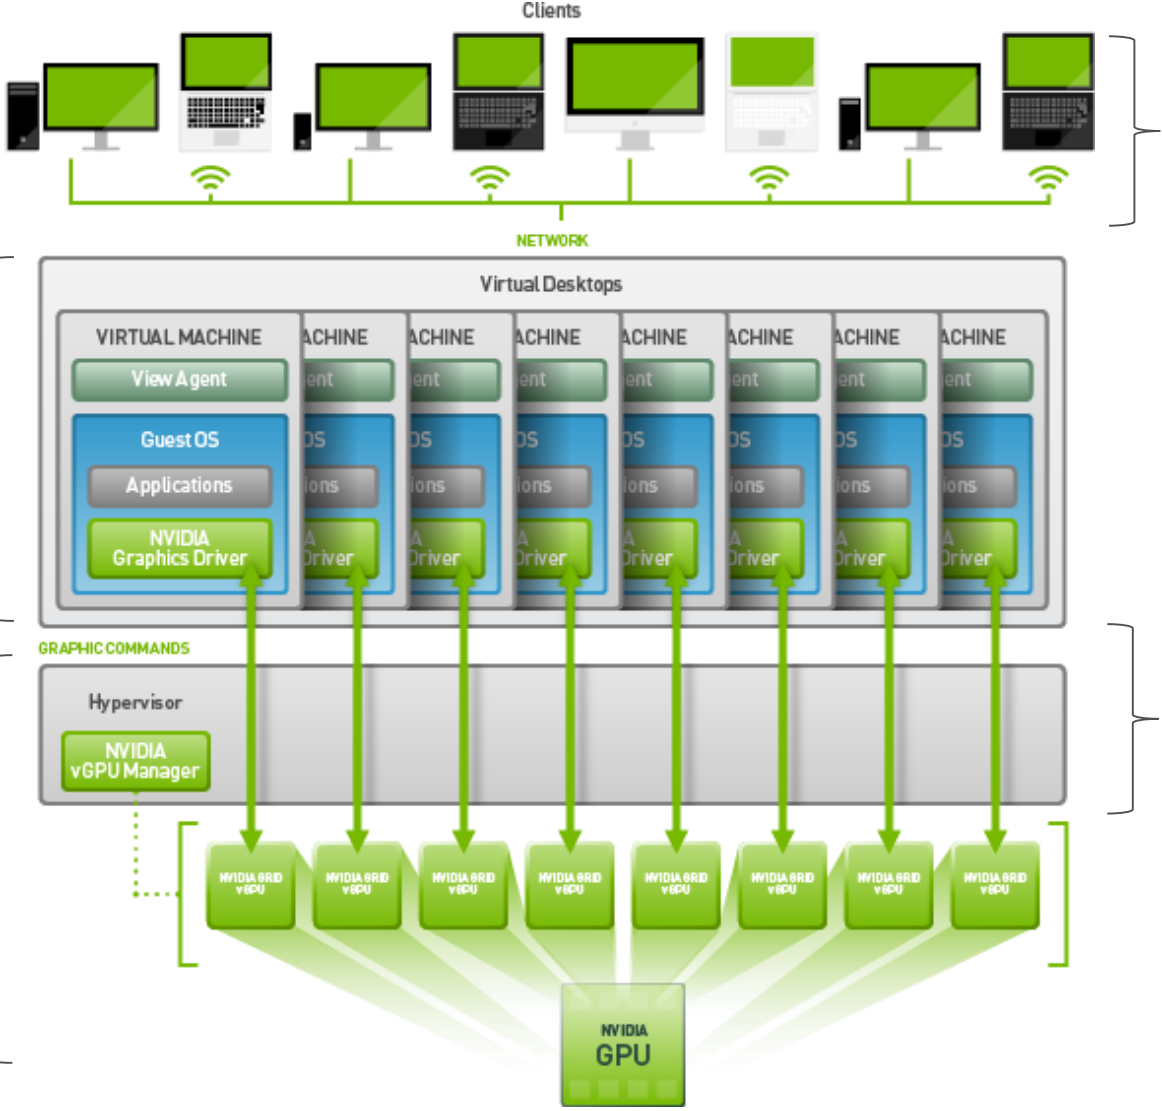 Clients
NETWORK
Virtual Desktops
VIRTUAL MACHINE
ACHINE
ACHINE
ACHINE
ACHINE
ACHINE
ACHINE
ACHINE
View Agent
ent
ent
ent
ent
ent
ent
ent
Guest OS
OS
OS
OS
OS
OS
OS
OS
Applications
ions
ions
ions
ions
ions
ions
ions
NVIDIA
Graphics Driver
A
Driver
A
Driver
A
Driver
A
Driver
A
Driver
A
Driver
A
Driver
GRAPHIC COMMANDS
Hypervisor
NVIDIA
vGPU Manager
NVIDIA GRID
vGPU
NVIDIA GRID
vGPU
NVIDIA GRID
vGPU
NVIDIA GRID
vGPU
NVIDIA GRID
vGPU
NVIDIA GRID
vGPU
NVIDIA GRID
vGPU
NVIDIA GRID
vGPU
NVIDIA
GPU